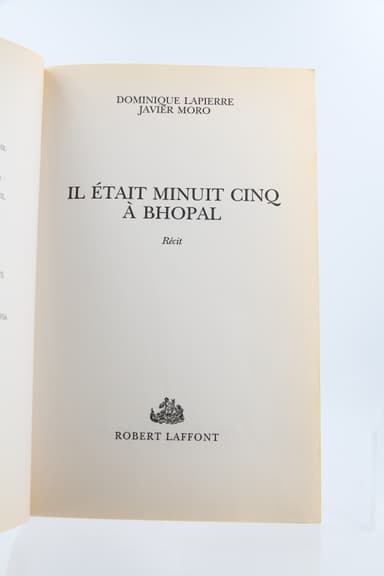 DOMINIQUE LAPIERRE
JAVIER MORO
IL ÉTAIT MINUIT CINQ
À BHOPAL
Récit
ROBERT LAFFONT